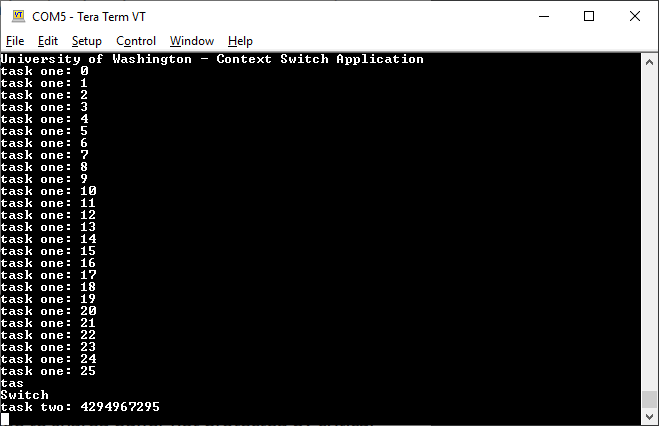 COM5 - Tera Term VT
File Edit Setup Control Window Help
University of Washington - Context Switch Application
task one: 0
task one: 1
task one: 2
task one: 3
task one: 4
task one: 5
task one: 6
task one: 7
task one: 8
task one: 9
task one: 10
task one: 11
task one: 12
task one: 13
task one: 14
task one: 15
task one: 16
task one: 17
task one: 18
task one: 19
task one: 20
task one: 21
task one: 22
task one: 23
task one: 24
task one: 25
tas
Switch
task two: 4294967295